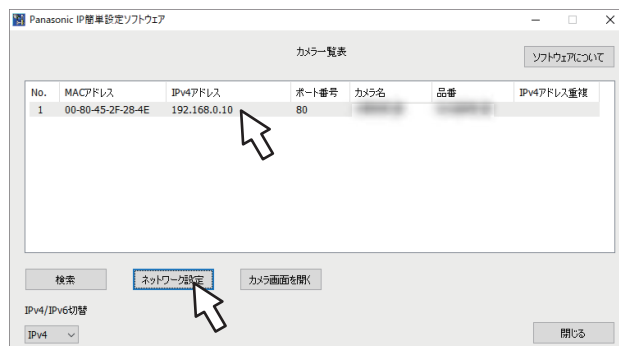 Panasonic IP簡単設定ソフトウェア
カメラ一覧表
ソフトウェアについて
No. MACアドレス IPv4アドレス ポート番号 カメラ名 品番 IPv4アドレス重複
1 00-80-45-2F-28-4E 192.168.0.10 80
検索 ネットワーク設定 カメラ画面を開く
IPv4/IPv6切替
IPv4 閉じる